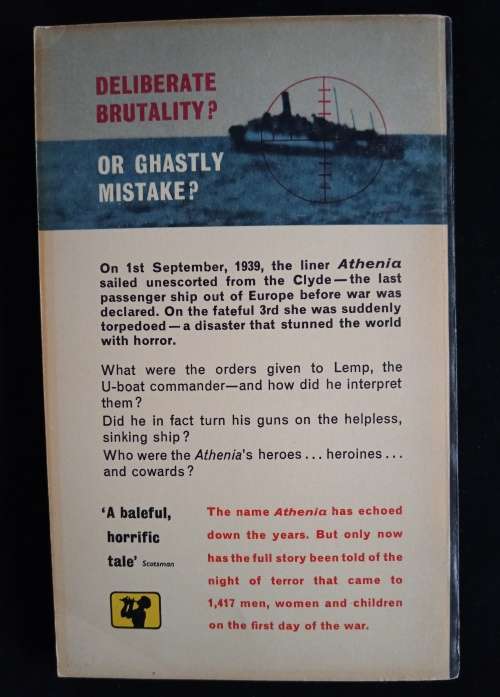 DELIBERATE
BRUTALITY?
OR GHASTLY
MISTAKE?
On 1st September, 1939, the liner Athenia
sailed unescorted from the Clyde—the last
passenger ship out of Europe before war was
declared. On the fateful 3rd she was suddenly
torpedoed—a disaster that stunned the world
with horror.
What were the orders given to Lemp, the
U-boat commander—and how did he interpret
them?
Did he in fact turn his guns on the helpless,
sinking ship?
Who were the Athenia's heroes... heroines...
and cowards?
'A baleful,
horrific
tale' Scotsman
The name Athenia has echoed
down the years. But only now
has the full story been told of the
night of terror that came to
1,417 men, women and children
on the first day of the war.